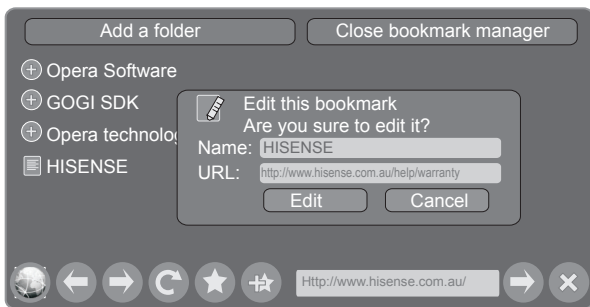 Add a folder
Close bookmark manager
Opera Software
GOGI SDK
Opera technolog
HISENSE
Edit this bookmark
Are you sure to edit it?
Name: HISENSE
URL: http://www.hisense.com.au/help/warranty
Edit
Cancel
Http://www.hisense.com.au/